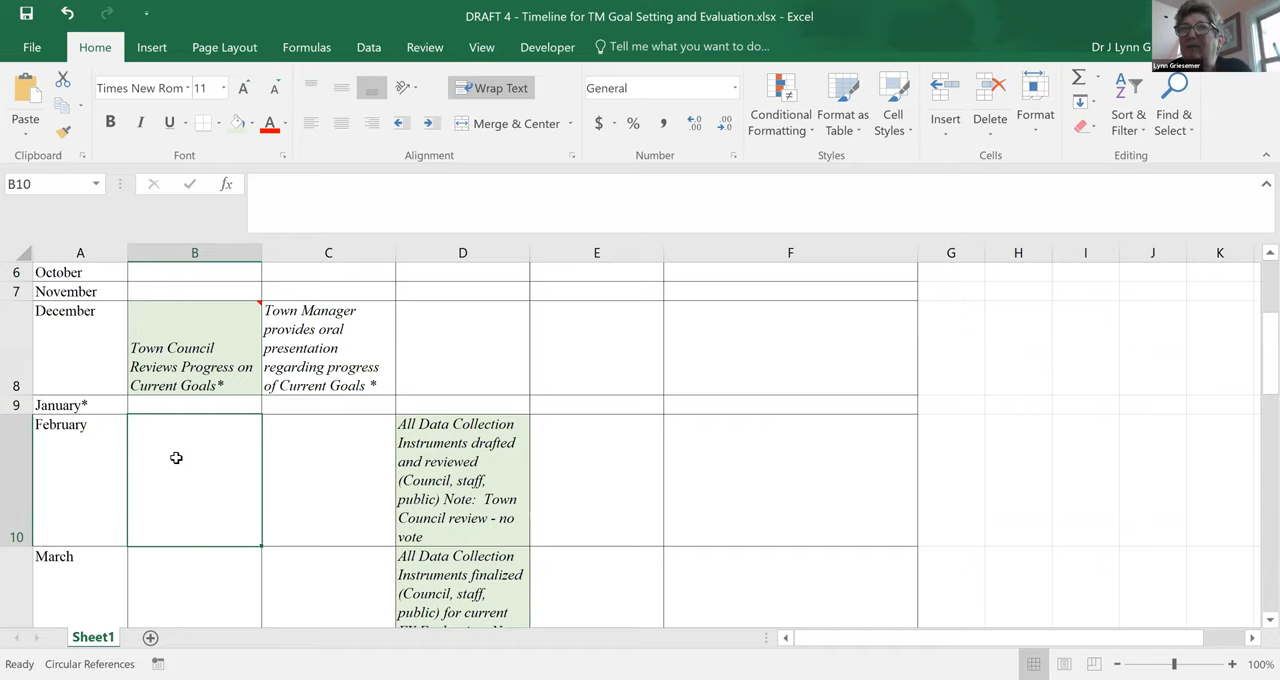 DRAFT 4 - Timeline for TM Goal Setting and Evaluation.xlsx - Excel
File
Home
Insert
Page Layout
Formulas
Data
Review
View
Developer
Tell me what you want to do...
Dr J Lynn G
Lynn Griesemer
Paste
Clipboard
Times New Rom
11
B I U
Font
Wrap Text
Merge & Center
Alignment
General
$ % ,
Number
Conditional
Formatting
Format as
Table
Cell
Styles
Styles
Insert
Delete
Format
Cells
Sort &
Filter
Find &
Select
Editing
B10
fx
A B C D E F G H I J K
6 October
7 November
8 December
Town Council
Reviews Progress on
Current Goals*
Town Manager
provides oral
presentation
regarding progress
of Current Goals *
9 January*
10 February
All Data Collection
Instruments drafted
and reviewed
(Council, staff,
public) Note: Town
Council review - no
vote
March
All Data Collection
Instruments finalized
(Council, staff,
public) for current
Sheet1
Ready
Circular References
100%